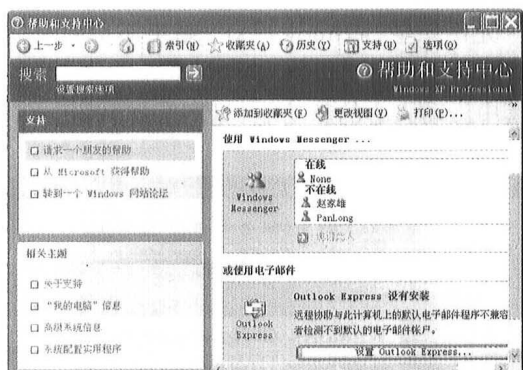 帮助和支持中心
上一步 索引(N) 收藏夹(A) 历史(Y) 支持(U) 选项(O)
搜索
设置搜索选项
帮助和支持中心
Windows XP Professional
支持
请求一个朋友的帮助
从 Microsoft 获得帮助
转到一个 Windows 网站论坛
相关主题
关于支持
“我的电脑”信息
高级系统信息
系统配置实用程序
添加到收藏夹(F) 更改视图(V) 打印(P)...
使用 Windows Messenger ...
Windows
Messenger
在线
None
不在线
赵家雄
PanLong
或使用电子邮件
Outlook
Express
Outlook Express 没有安装
远程协助与此计算机上的默认电子邮件程序不兼容
者检测不到默认的电子邮件帐户。
设置 Outlook Express...